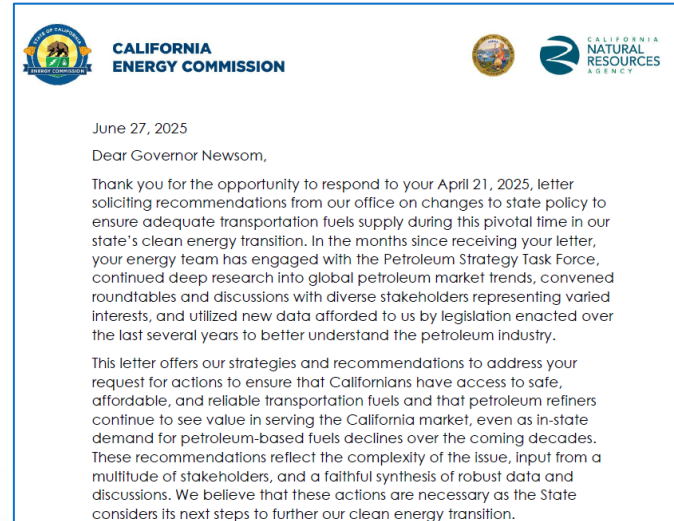 STATE OF CALIFORNIA
ENERGY COMMISSION
CALIFORNIA
ENERGY COMMISSION
CALIFORNIA
NATURAL
RESOURCES
AGENCY
June 27, 2025
Dear Governor Newsom,
Thank you for the opportunity to respond to your April 21, 2025, letter
soliciting recommendations from our office on changes to state policy to
ensure adequate transportation fuels supply during this pivotal time in our
state's clean energy transition. In the months since receiving your letter,
your energy team has engaged with the Petroleum Strategy Task Force,
continued deep research into global petroleum market trends, convened
roundtables and discussions with diverse stakeholders representing varied
interests, and utilized new data afforded to us by legislation enacted over
the last several years to better understand the petroleum industry.
This letter offers our strategies and recommendations to address your
request for actions to ensure that Californians have access to safe,
affordable, and reliable transportation fuels and that petroleum refiners
continue to see value in serving the California market, even as in-state
demand for petroleum-based fuels declines over the coming decades.
These recommendations reflect the complexity of the issue, input from a
multitude of stakeholders, and a faithful synthesis of robust data and
discussions. We believe that these actions are necessary as the State
considers its next steps to further our clean energy transition.